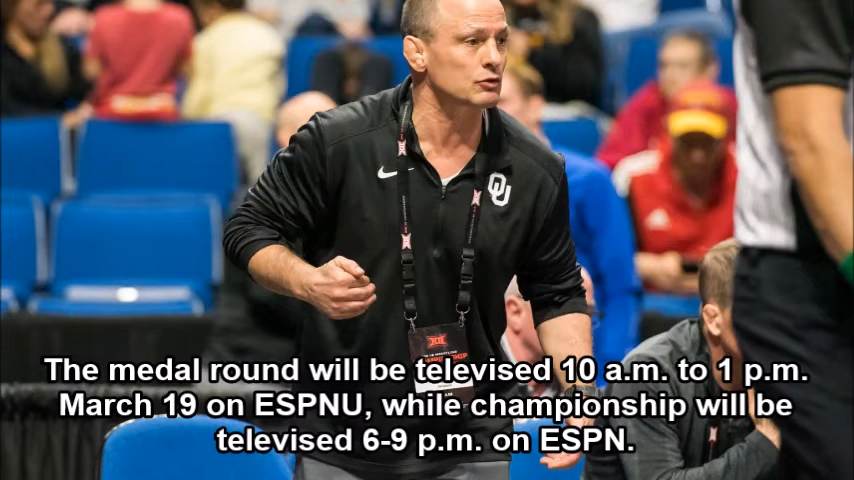 OU
The medal round will be televised 10 a.m. to 1 p.m.
March 19 on ESPNU, while championship will be
televised 6-9 p.m. on ESPN.